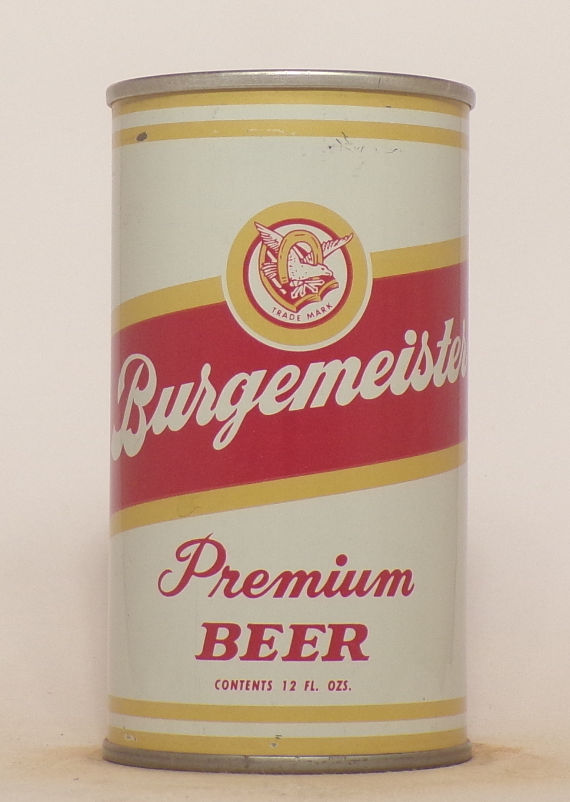 TRADE MARK
Burgemeister
Premium
BEER
CONTENTS 12 FL. OZS.